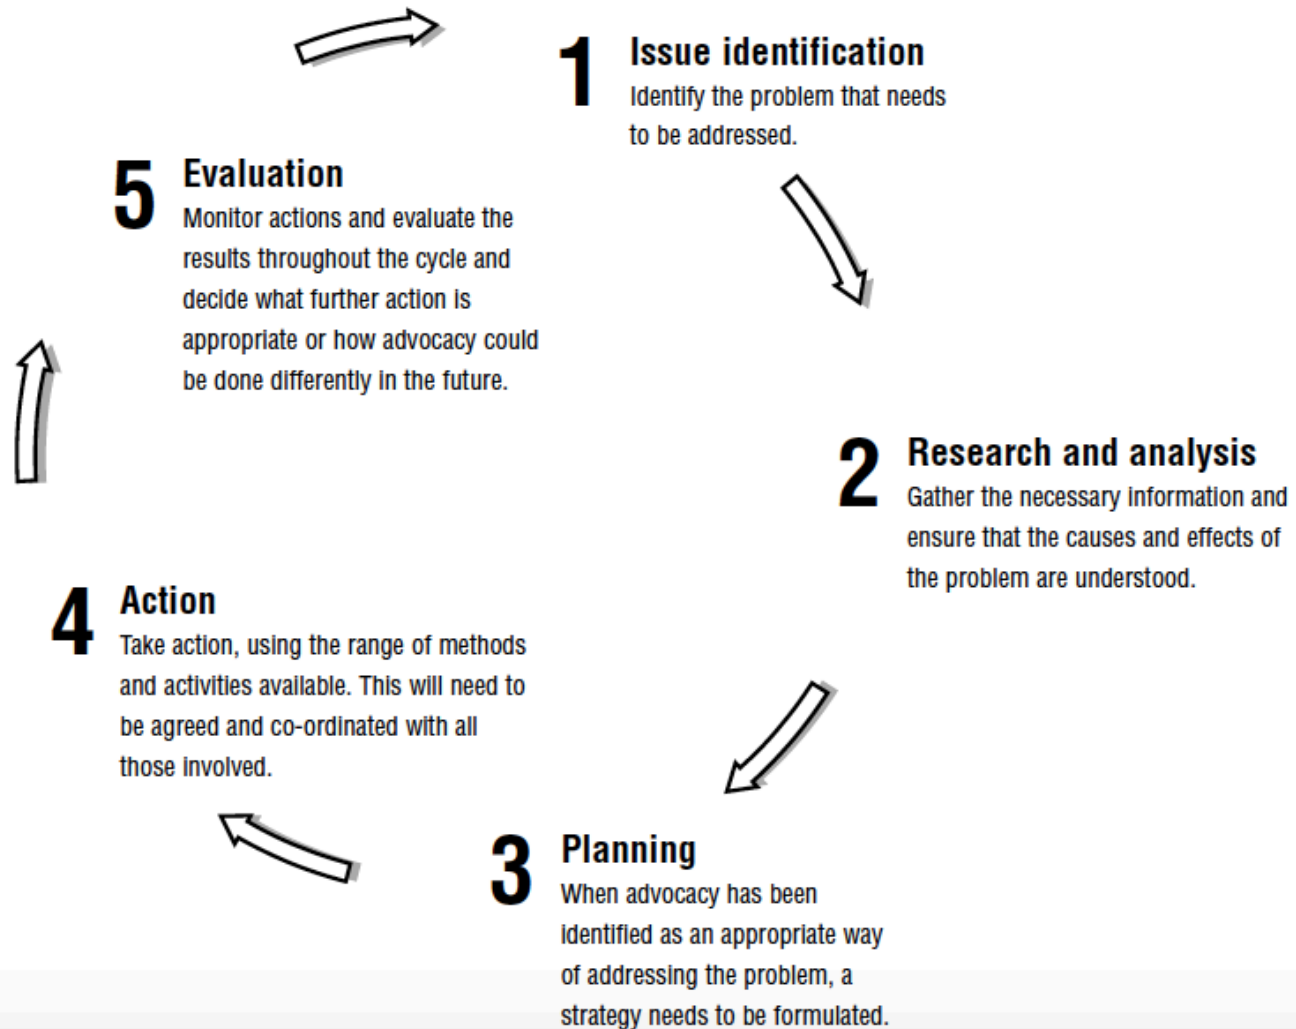 1 Issue identification
Identify the problem that needs
to be addressed.
2 Research and analysis
Gather the necessary information and
ensure that the causes and effects of
the problem are understood.
3 Planning
When advocacy has been
identified as an appropriate way
of addressing the problem, a
strategy needs to be formulated.
4 Action
Take action, using the range of methods
and activities available. This will need to
be agreed and co-ordinated with all
those involved.
5 Evaluation
Monitor actions and evaluate the
results throughout the cycle and
decide what further action is
appropriate or how advocacy could
be done differently in the future.